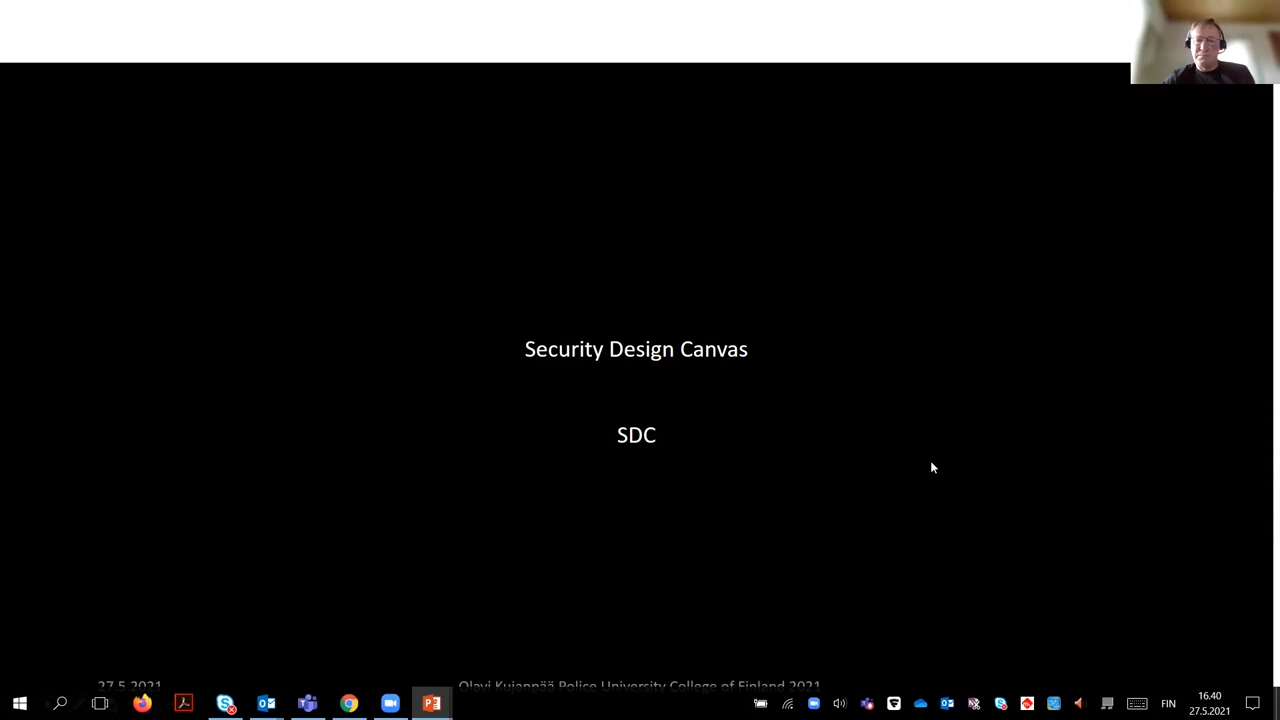 Security Design Canvas
SDC
27.5.2021
Olavi Kujanpää Police University College of Finland 2021
FIN
16.40
27.5.2021